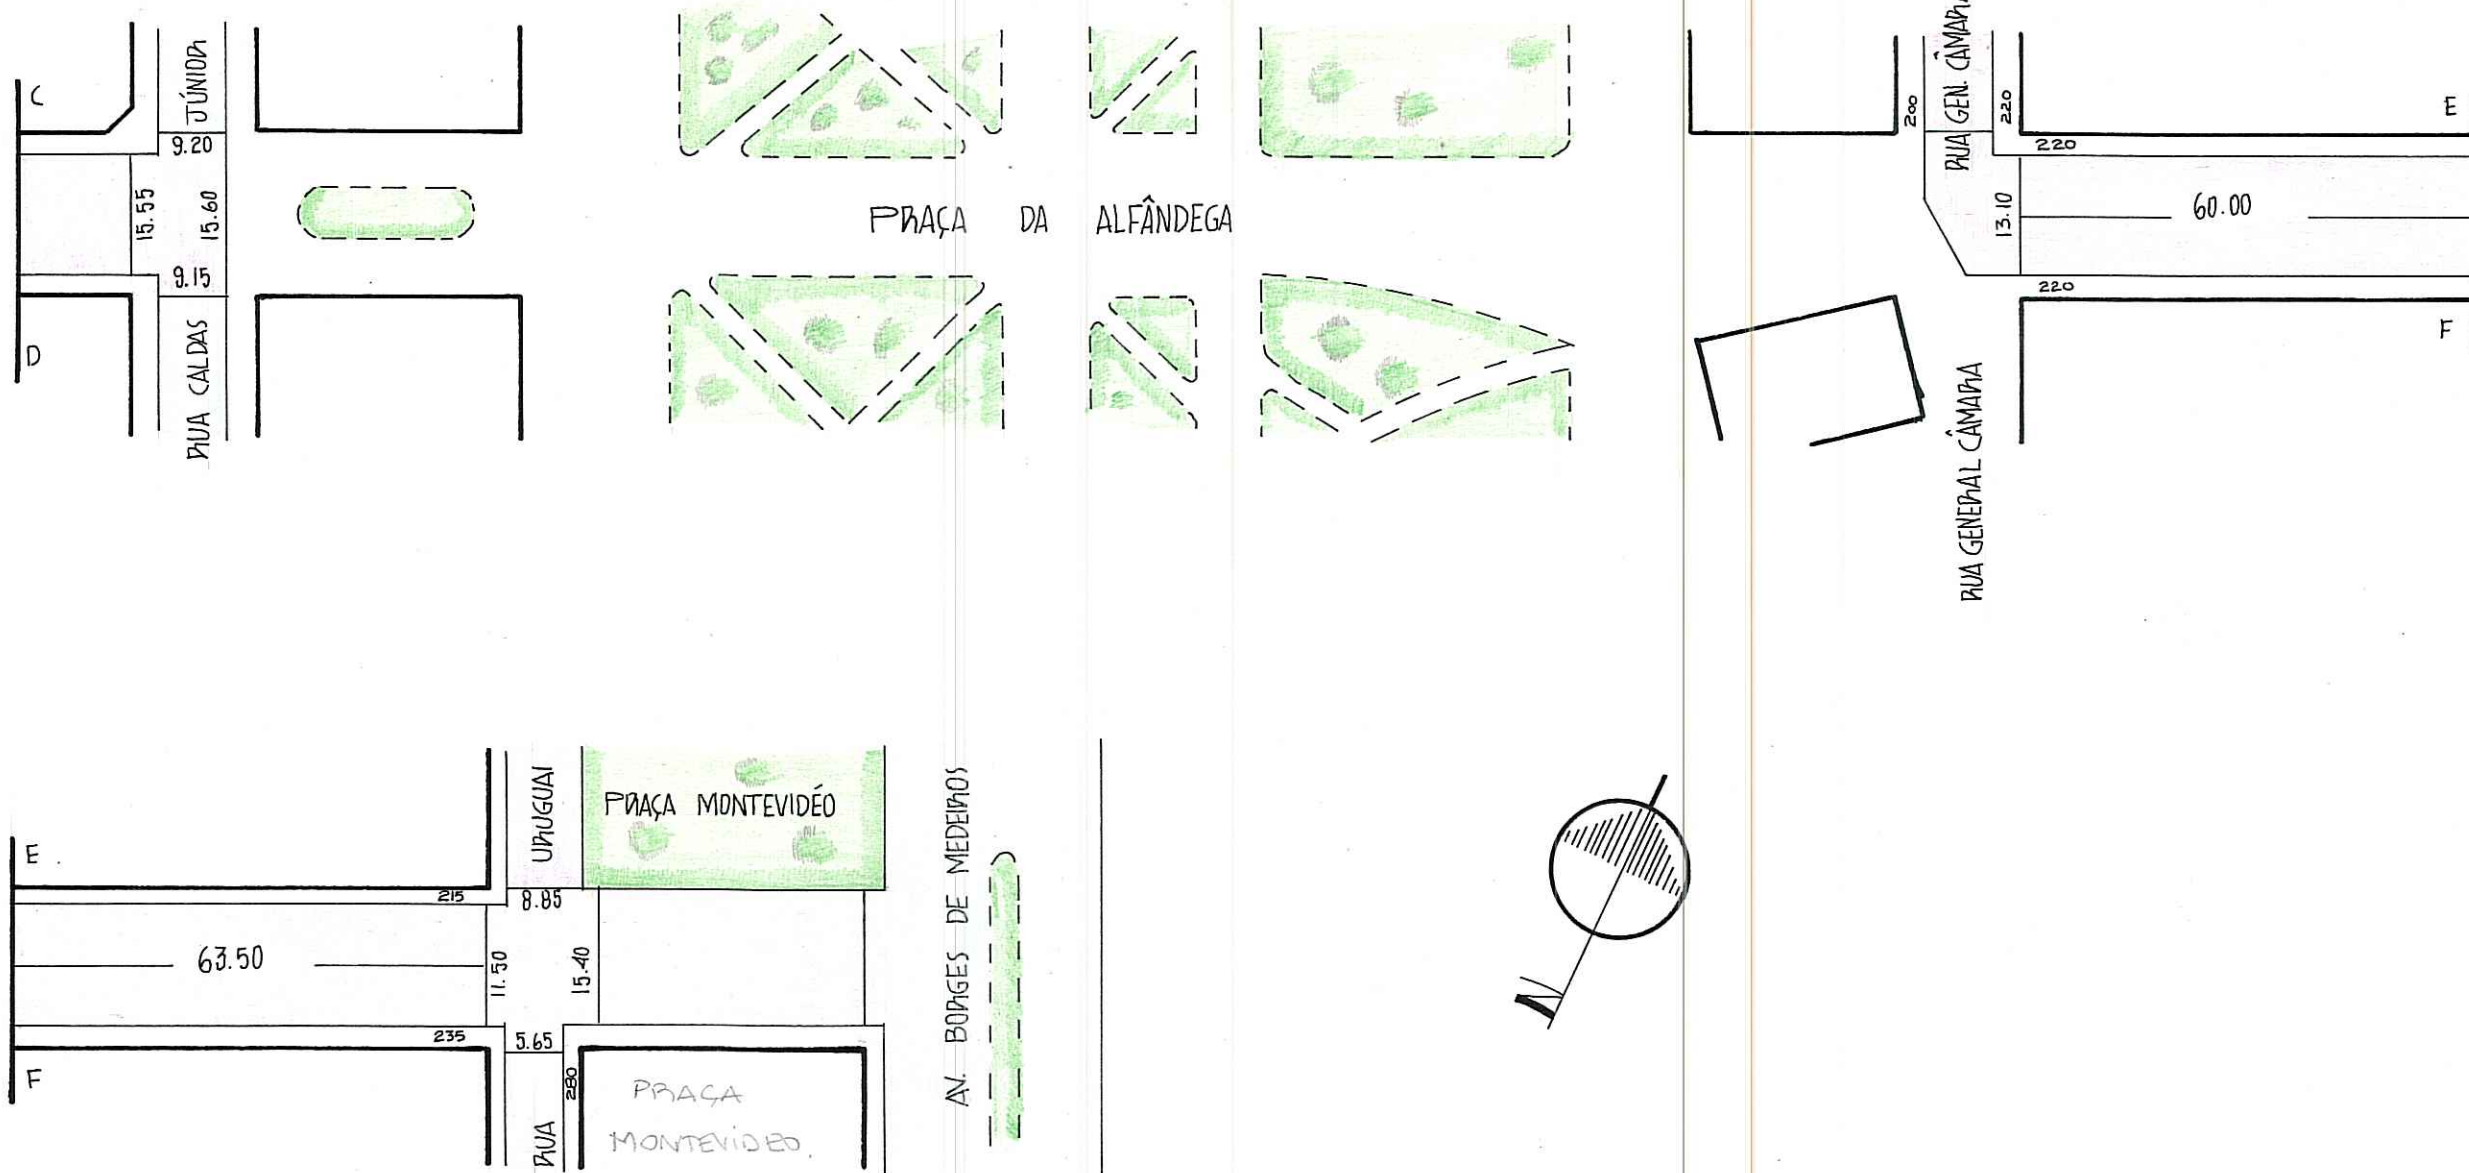 C
JÚNIOR
9.20
15.55
15.60
9.15
D
RUA CALDAS
PRAÇA DA ALFÂNDEGA
RUA GEN. CÂMARA
200
220
E
220
13.10
60.00
220
F
RUA GENERAL CÂMARA
E
URUGUAI
PRAÇA MONTEVIDÉO
215
8.85
63.50
11.50
15.40
235
5.65
F
280
RUA
PRAÇA
MONTEVIDEO.
AV. BORGES DE MEDEIROS
N